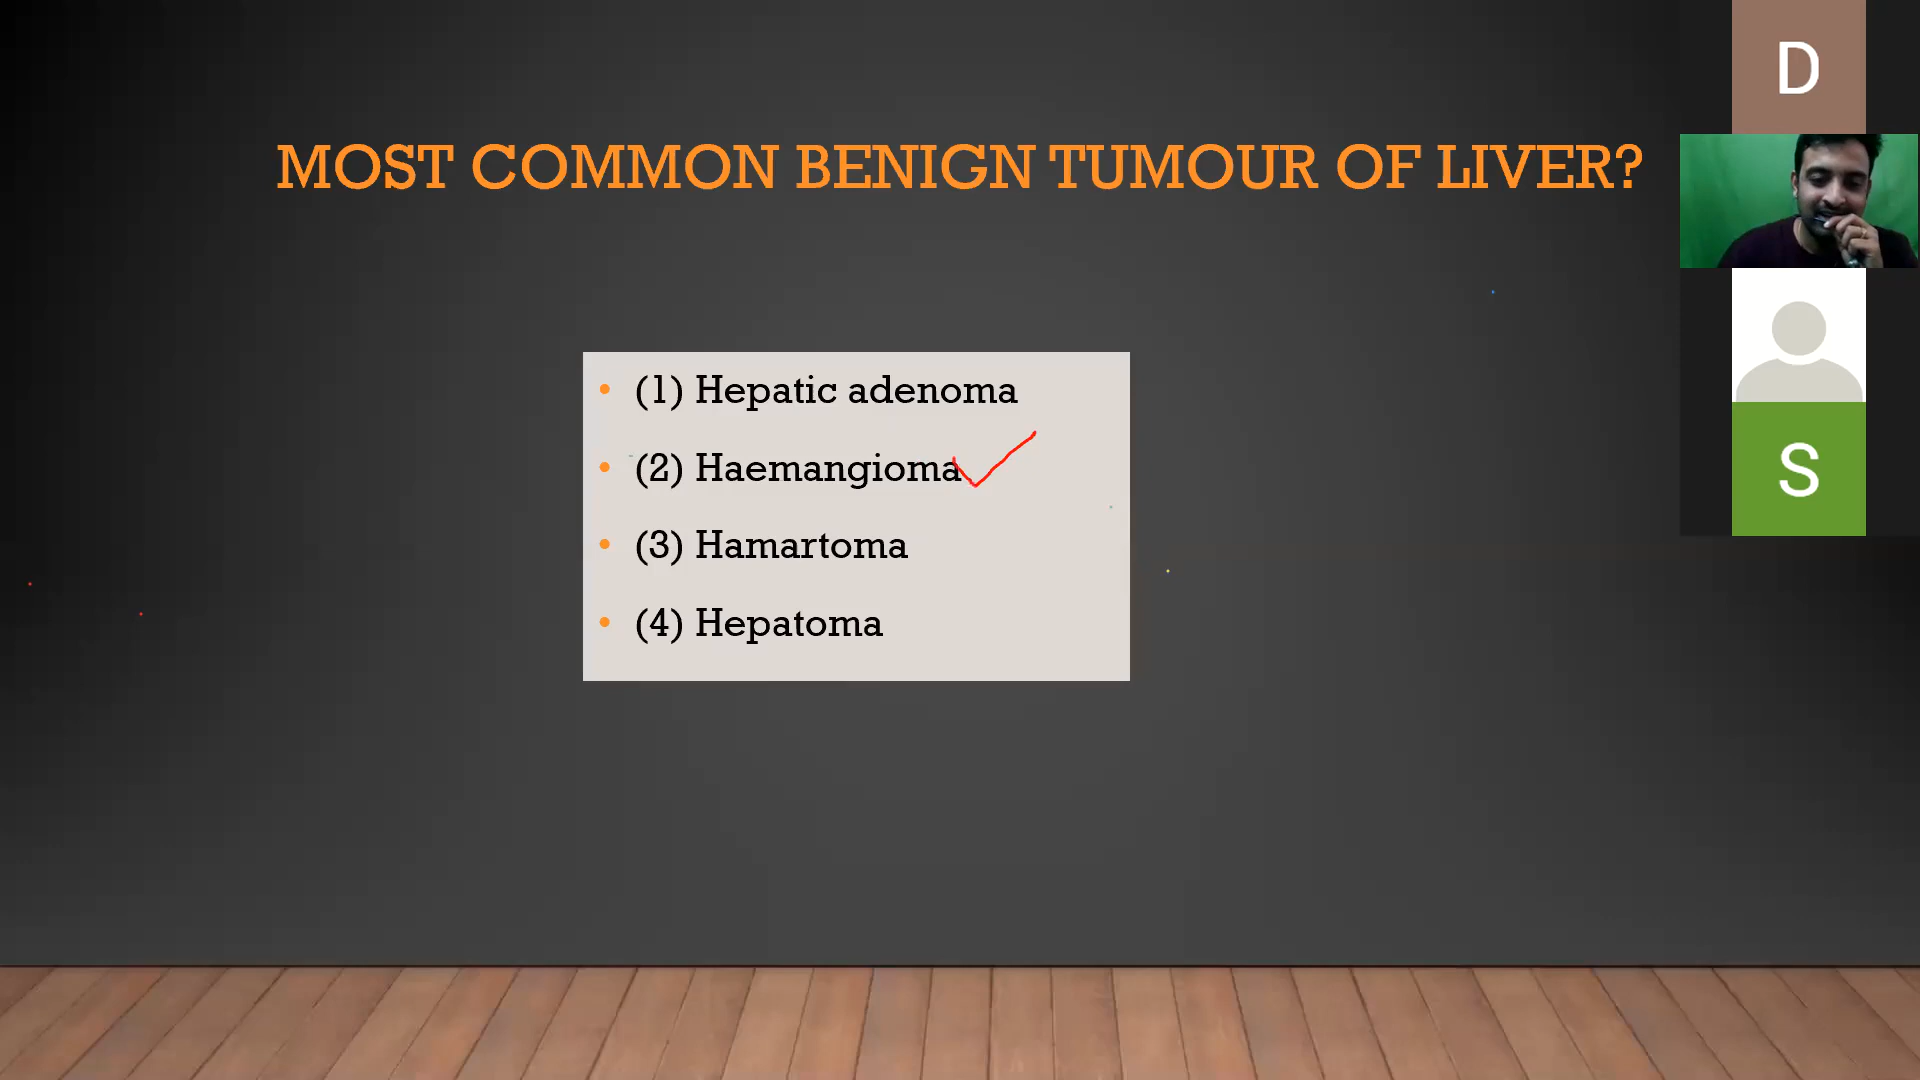 MOST COMMON BENIGN TUMOUR OF LIVER?
• (1) Hepatic adenoma
• (2) Haemangioma
• (3) Hamartoma
• (4) Hepatoma
D
S